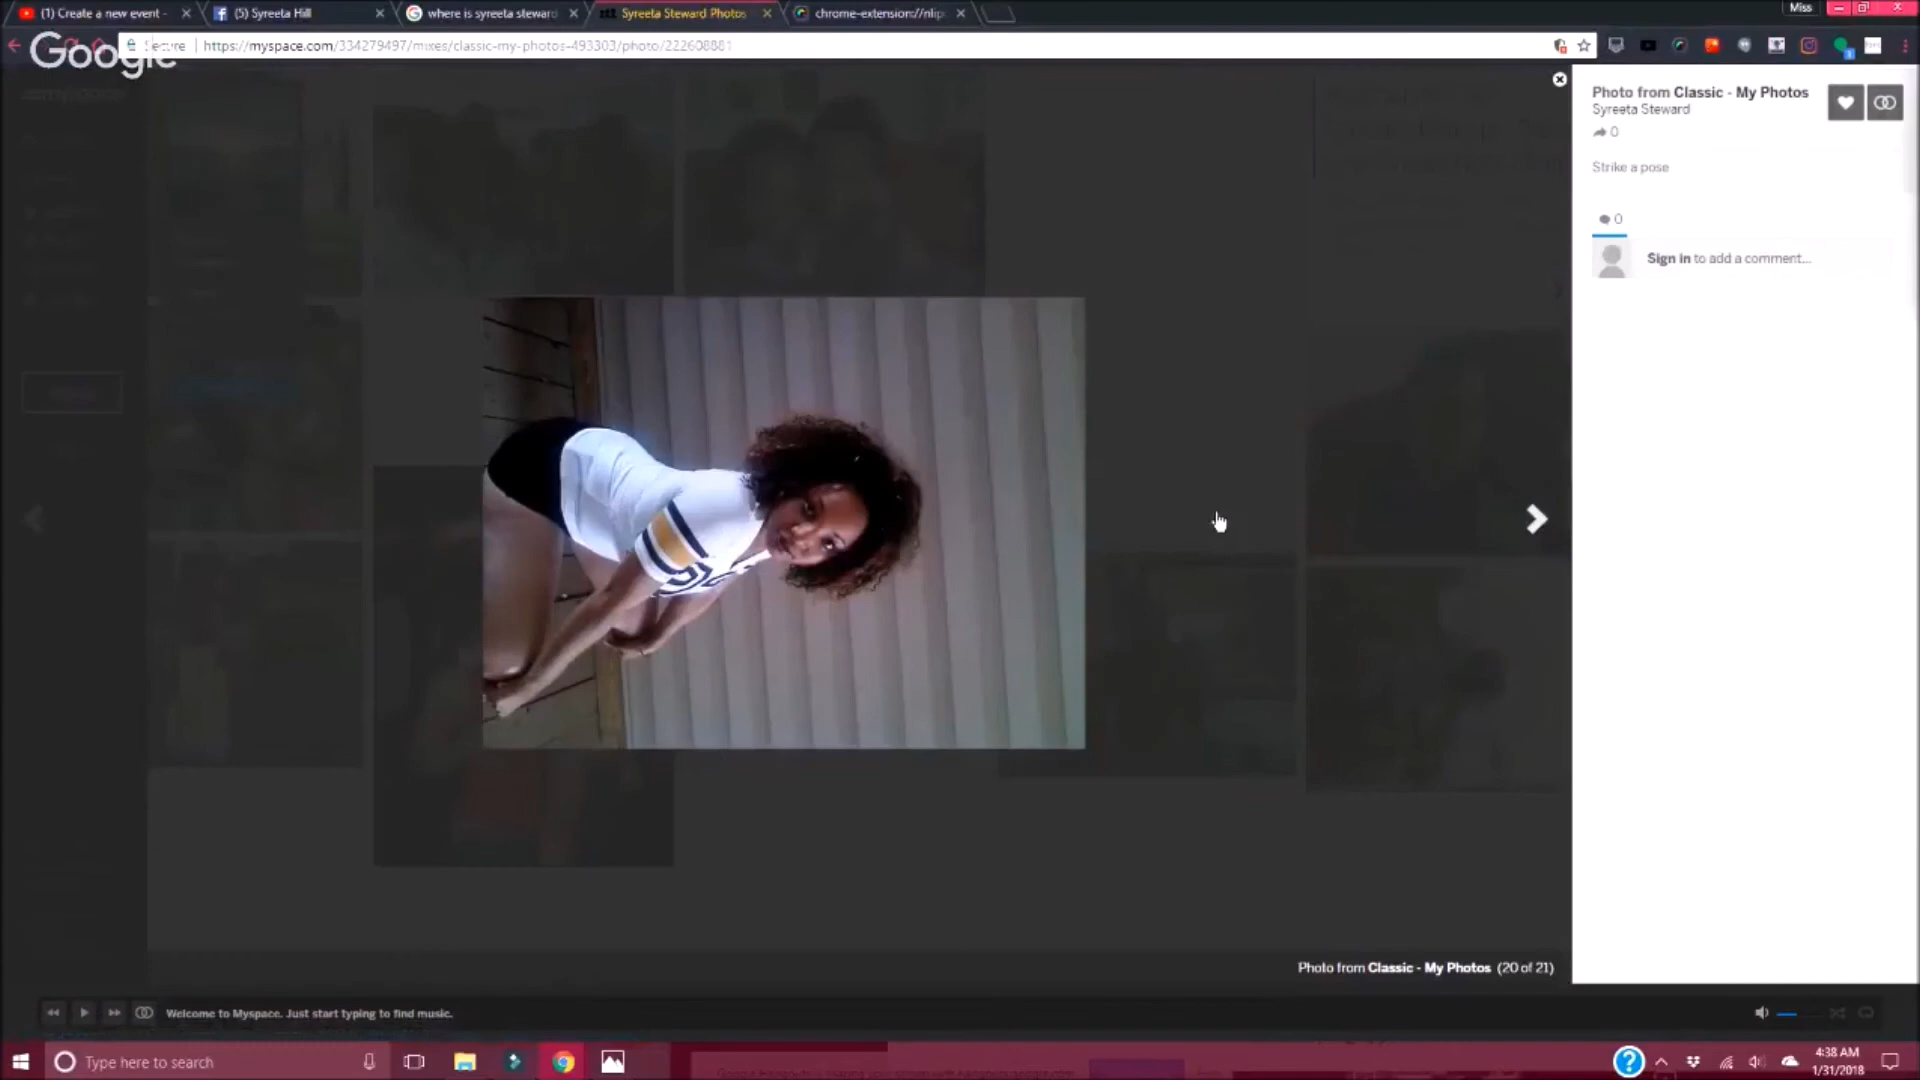 (1) Create a new event -
(5) Syreeta Hill
where is syreeta steward
Syreeta Steward Photos
chrome-extension://nlip
Miss
Google
https://myspace.com/334279497/mixes/classic-my-photos-493303/photo/222608881
Photo from Classic - My Photos
Syreeta Steward
0
Strike a pose
0
Sign in to add a comment...
Photo from Classic - My Photos (20 of 21)
Welcome to Myspace. Just start typing to find music.
Type here to search
4:38 AM
1/31/2018